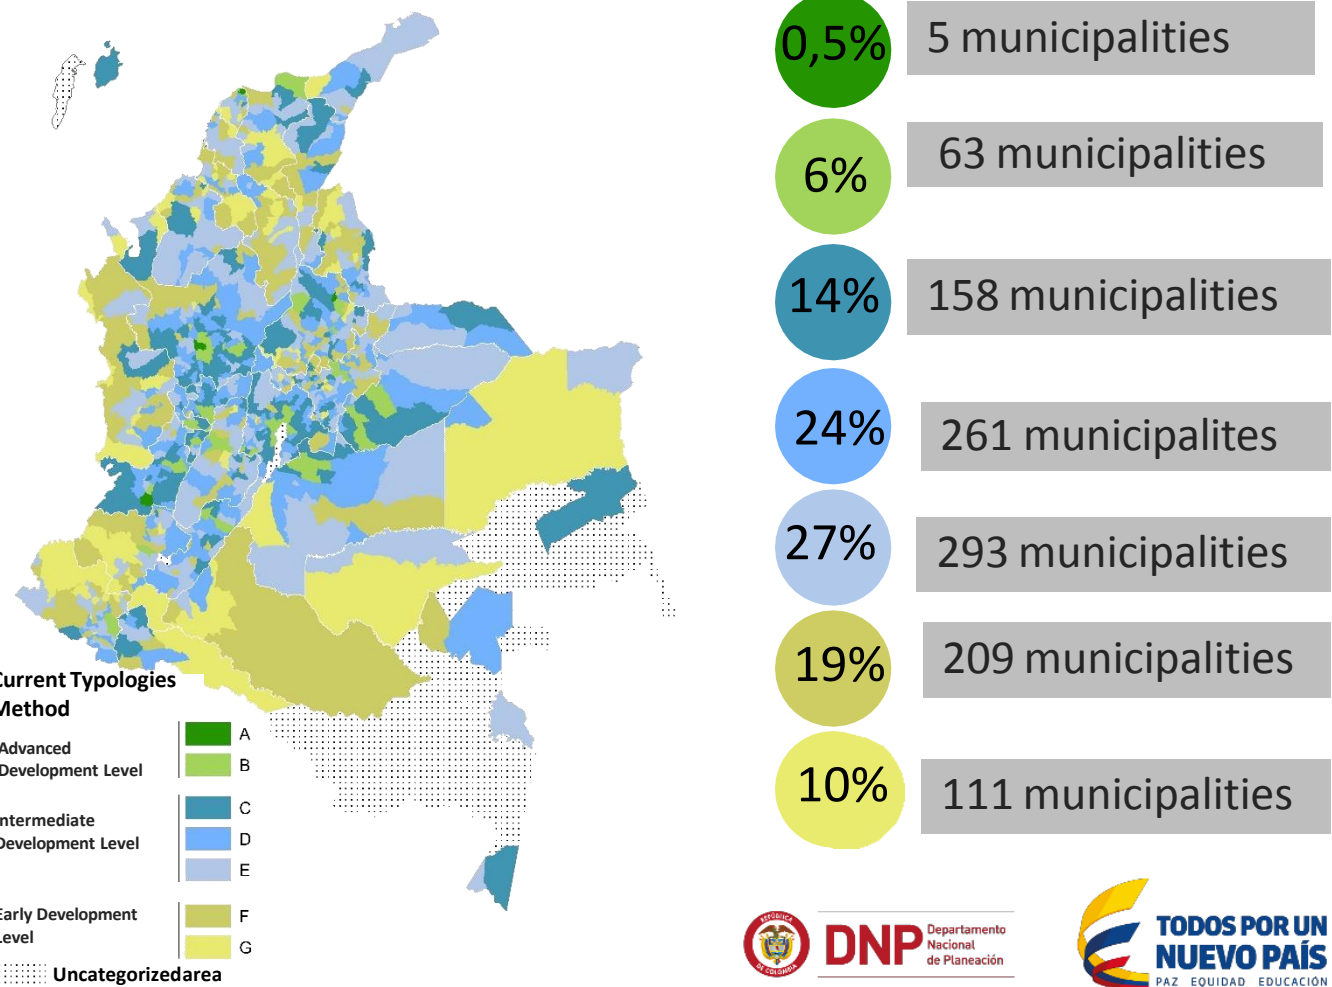 0,5%
5 municipalities
6%
63 municipalities
14%
158 municipalities
24%
261 municipalites
27%
293 municipalities
19%
209 municipalities
10%
111 municipalities
Current Typologies
Method
Advanced
Development Level
A
B
Intermediate
Development Level
C
D
E
Early Development
Level
F
G
Uncategorizedarea
REPÚBLICA
DE COLOMBIA
DNP
Departamento
Nacional
de Planeación
TODOS POR UN
NUEVO PAÍS
PAZ EQUIDAD EDUCACIÓN